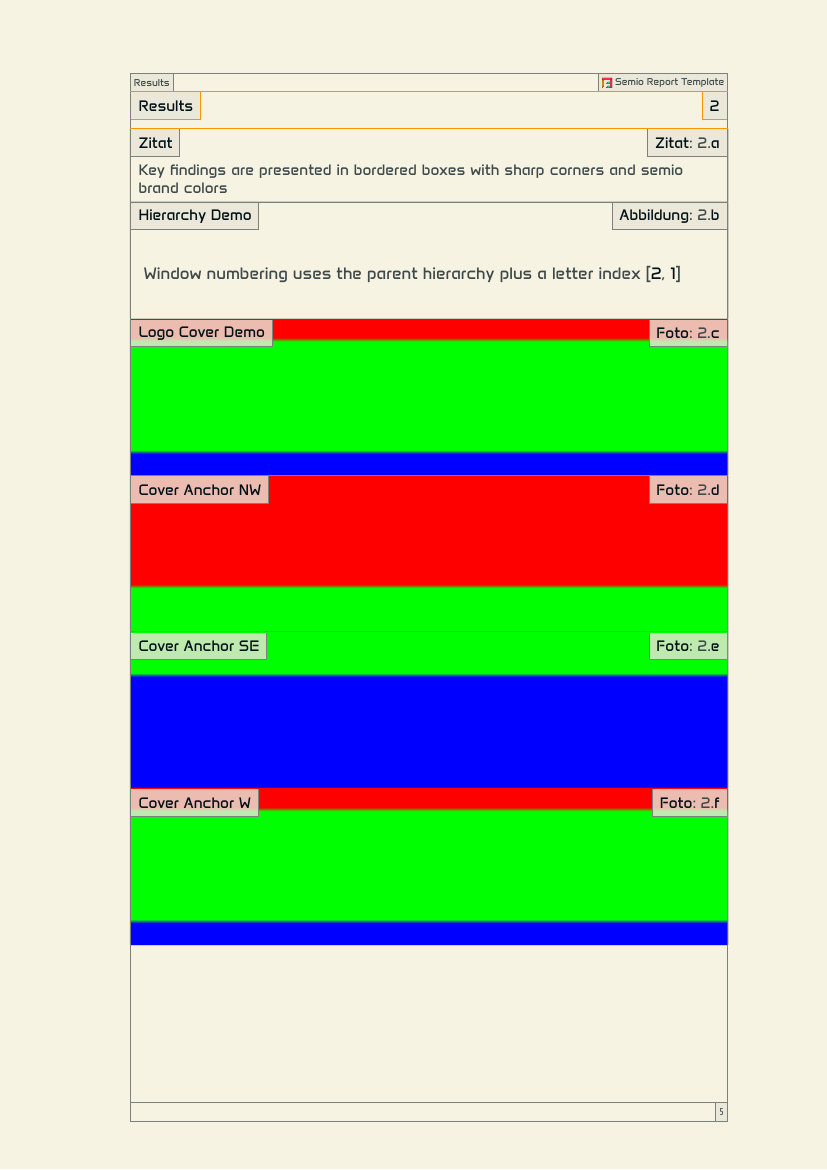 Results
Semio Report Template
Results
2
Zitat
Zitat: 2.a
Key findings are presented in bordered boxes with sharp corners and semio
brand colors
Hierarchy Demo
Abbildung: 2.b
Window numbering uses the parent hierarchy plus a letter index [2, 1]
Logo Cover Demo
Foto: 2.c
Cover Anchor NW
Foto: 2.d
Cover Anchor SE
Foto: 2.e
Cover Anchor W
Foto: 2.f
5